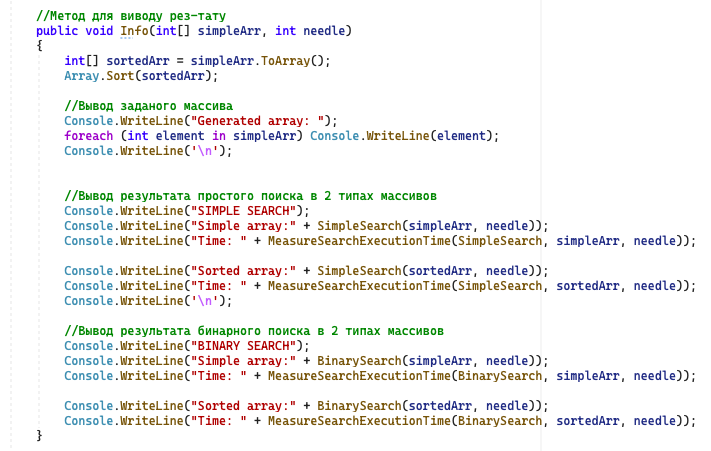 //Метод для виводу рез-тату
public void Info(int[] simpleArr, int needle)
{
int[] sortedArr = simpleArr.ToArray();
Array.Sort(sortedArr);
//Вывод заданого массива
Console.WriteLine("Generated array: ");
foreach (int element in simpleArr) Console.WriteLine(element);
Console.WriteLine('\n');
//Вывод результата простого поиска в 2 типах массивов
Console.WriteLine("SIMPLE SEARCH");
Console.WriteLine("Simple array:" + SimpleSearch(simpleArr, needle));
Console.WriteLine("Time: " + MeasureSearchExecutionTime(SimpleSearch, simpleArr, needle));
Console.WriteLine("Sorted array:" + SimpleSearch(sortedArr, needle));
Console.WriteLine("Time: " + MeasureSearchExecutionTime(SimpleSearch, sortedArr, needle));
Console.WriteLine('\n');
//Вывод результата бинарного поиска в 2 типах массивов
Console.WriteLine("BINARY SEARCH");
Console.WriteLine("Simple array:" + BinarySearch(simpleArr, needle));
Console.WriteLine("Time: " + MeasureSearchExecutionTime(BinarySearch, simpleArr, needle));
Console.WriteLine("Sorted array:" + BinarySearch(sortedArr, needle));
Console.WriteLine("Time: " + MeasureSearchExecutionTime(BinarySearch, sortedArr, needle));
}